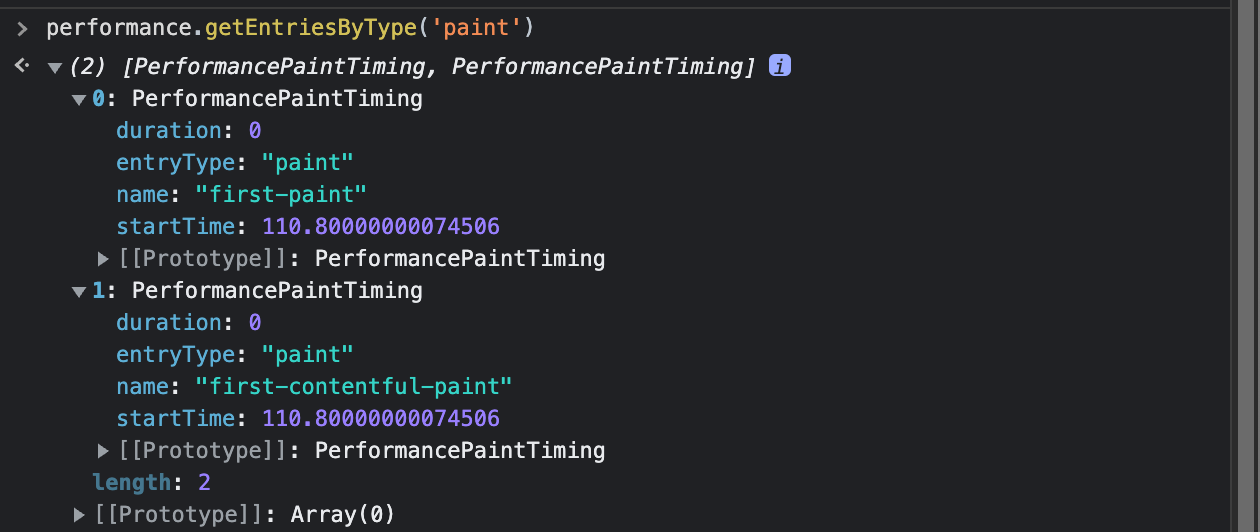 performance.getEntriesByType('paint')
(2) [PerformancePaintTiming, PerformancePaintTiming] i
0: PerformancePaintTiming
duration: 0
entryType: "paint"
name: "first-paint"
startTime: 110.80000000074506
[[Prototype]]: PerformancePaintTiming
1: PerformancePaintTiming
duration: 0
entryType: "paint"
name: "first-contentful-paint"
startTime: 110.80000000074506
[[Prototype]]: PerformancePaintTiming
length: 2
[[Prototype]]: Array(0)